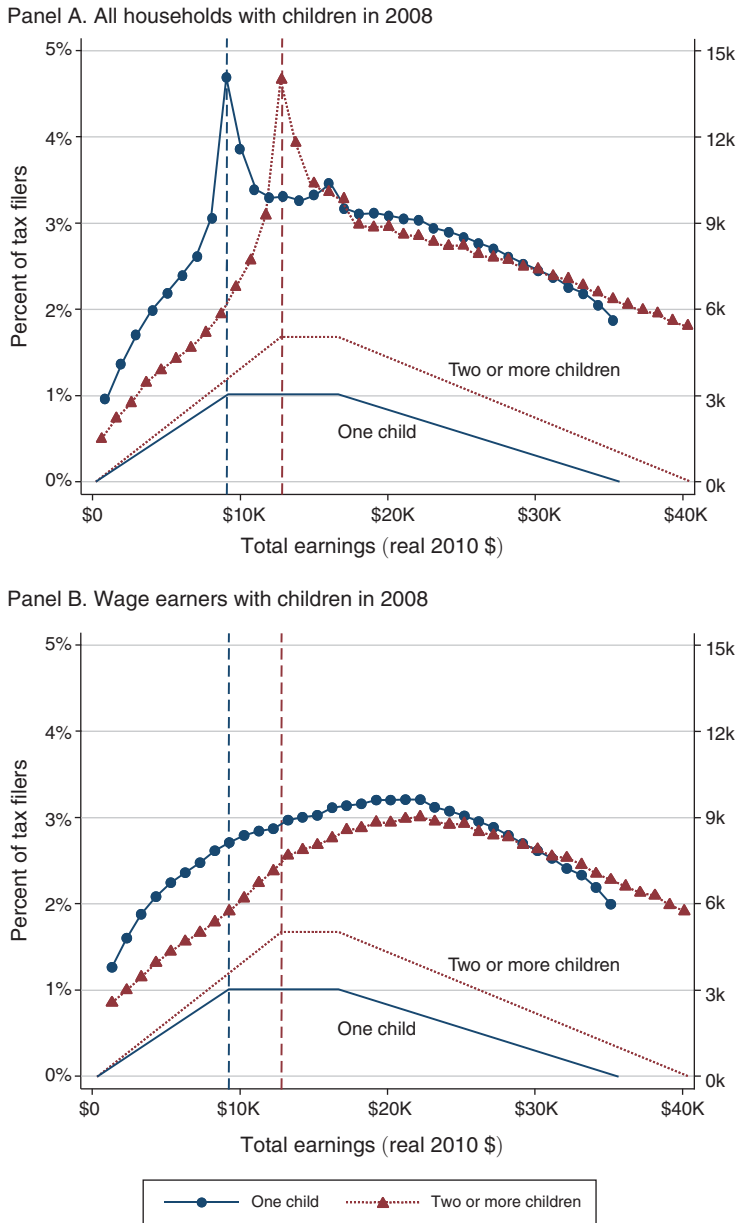 Panel A. All households with children in 2008
5%
4%
3%
2%
1%
0%
Percent of tax filers
15k
12k
9k
6k
3k
0k
Two or more children
One child
$0 $10K $20K $30K $40K
Total earnings (real 2010 $)
Panel B. Wage earners with children in 2008
5%
4%
3%
2%
1%
0%
Percent of tax filers
15k
12k
9k
6k
3k
0k
Two or more children
One child
$0 $10K $20K $30K $40K
Total earnings (real 2010 $)
One child Two or more children